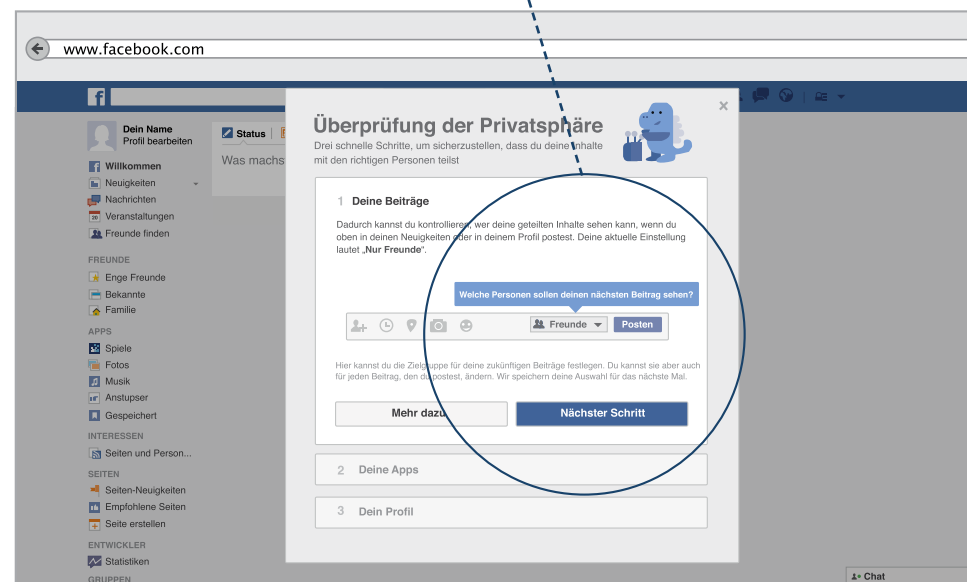 www.facebook.com
Dein Name
Profil bearbeiten
Willkommen
Neuigkeiten
Nachrichten
Veranstaltungen
Freunde finden
FREUNDE
Enge Freunde
Bekannte
Familie
APPS
Spiele
Fotos
Musik
Anstupser
Gespeichert
INTERESSEN
Seiten und Person...
SEITEN
Seiten-Neuigkeiten
Empfohlene Seiten
Seite erstellen
ENTWICKLER
Statistiken
GRUPPEN
Status
Was machs
Überprüfung der Privatsphäre
Drei schnelle Schritte, um sicherzustellen, dass du deine Inhalte
mit den richtigen Personen teilst
1 Deine Beiträge
Dadurch kannst du kontrollieren, wer deine geteilten Inhalte sehen kann, wenn du
oben in deinen Neuigkeiten oder in deinem Profil postest. Deine aktuelle Einstellung
lautet „Nur Freunde“.
Welche Personen sollen deinen nächsten Beitrag sehen?
Freunde Posten
Hier kannst du die Zielgruppe für deine zukünftigen Beiträge festlegen. Du kannst sie aber auch
für jeden Beitrag, den du postest, ändern. Wir speichern deine Auswahl für das nächste Mal.
Mehr dazu Nächster Schritt
2 Deine Apps
3 Dein Profil
Chat